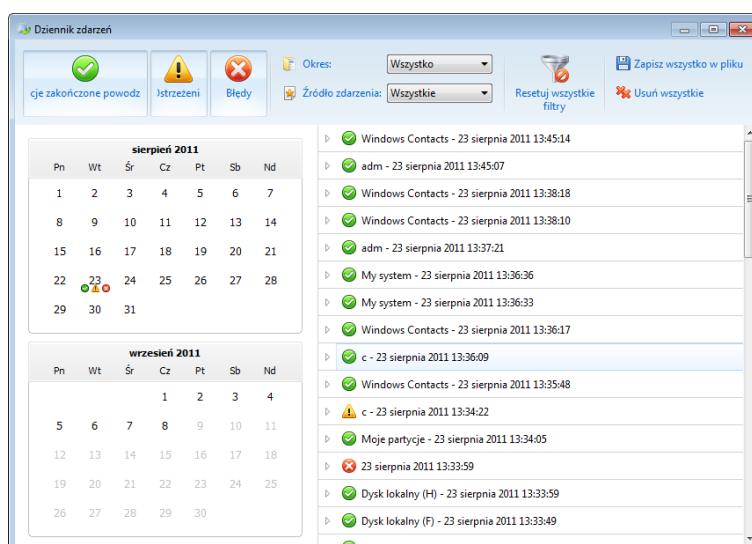 Dziennik zdarzeń
cje zakończone powodz
Ostrzeżeni
Błędy
Okres:
Wszystko
Źródło zdarzenia:
Wszystkie
Resetuj wszystkie
filtry
Zapisz wszystko w pliku
Usuń wszystkie
sierpień 2011
Pn Wt Śr Cz Pt Sb Nd
1 2 3 4 5 6 7
8 9 10 11 12 13 14
15 16 17 18 19 20 21
22 23 24 25 26 27 28
29 30 31
wrzesień 2011
Pn Wt Śr Cz Pt Sb Nd
1 2 3 4
5 6 7 8 9 10 11
12 13 14 15 16 17 18
19 20 21 22 23 24 25
26 27 28 29 30
Windows Contacts - 23 sierpnia 2011 13:45:14
adm - 23 sierpnia 2011 13:45:07
Windows Contacts - 23 sierpnia 2011 13:38:18
Windows Contacts - 23 sierpnia 2011 13:38:10
adm - 23 sierpnia 2011 13:37:21
My system - 23 sierpnia 2011 13:36:36
My system - 23 sierpnia 2011 13:36:33
Windows Contacts - 23 sierpnia 2011 13:36:17
c - 23 sierpnia 2011 13:36:09
Windows Contacts - 23 sierpnia 2011 13:35:48
c - 23 sierpnia 2011 13:34:22
Moje partycje - 23 sierpnia 2011 13:34:05
23 sierpnia 2011 13:33:59
Dysk lokalny (H) - 23 sierpnia 2011 13:33:59
Dysk lokalny (F) - 23 sierpnia 2011 13:33:49